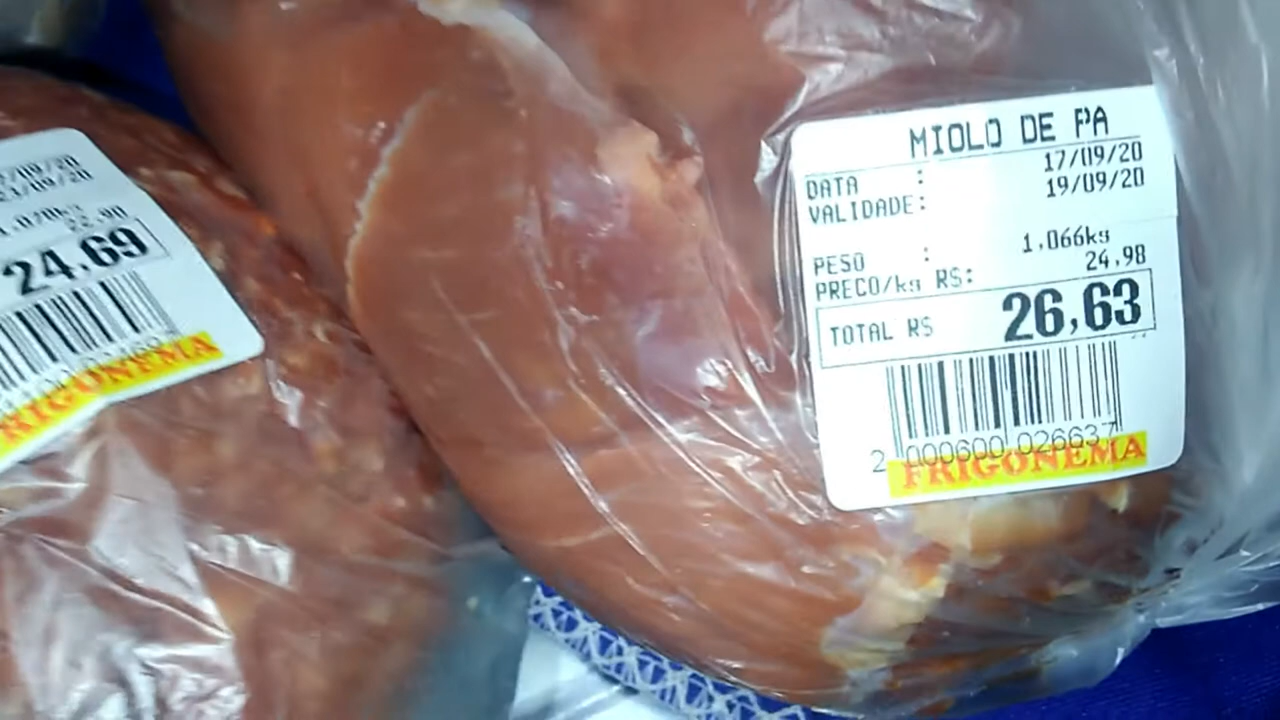 24.69
RIGONEMA
MIOLO DE PA
DATA : 17/09/20
VALIDADE: 19/09/20
PESO : 1,066kg
PRECO/kg R$: 24,98
TOTAL R$ 26,63
2 000600 026637
FRIGONEMA